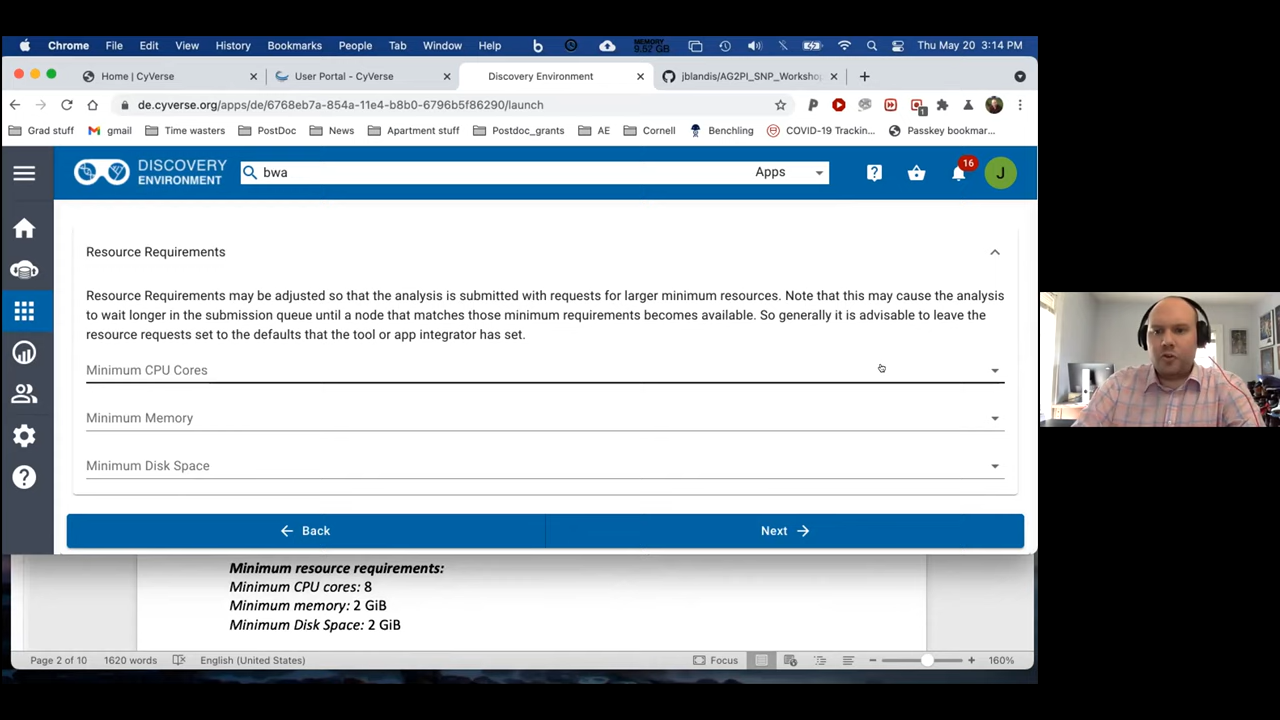 Chrome File Edit View History Bookmarks People Tab Window Help
MEMORY
9.62 GB
Thu May 20 3:14 PM
Home | CyVerse
User Portal - CyVerse
Discovery Environment
jblandis/AG2PI_SNP_Workshop
de.cyverse.org/apps/de/6768eb7a-854a-11e4-b8b0-6796b5f86290/launch
Grad stuff gmail Time wasters PostDoc News Apartment stuff Postdoc_grants AE Cornell Benchling COVID-19 Trackin... Passkey bookmar...
DISCOVERY
ENVIRONMENT
bwa
Apps
16
J
Resource Requirements
Resource Requirements may be adjusted so that the analysis is submitted with requests for larger minimum resources. Note that this may cause the analysis
to wait longer in the submission queue until a node that matches those minimum requirements becomes available. So generally it is advisable to leave the
resource requests set to the defaults that the tool or app integrator has set.
Minimum CPU Cores
Minimum Memory
Minimum Disk Space
Back
Next
Minimum resource requirements:
Minimum CPU cores: 8
Minimum memory: 2 GiB
Minimum Disk Space: 2 GiB
Page 2 of 10 1620 words English (United States) Focus 160%